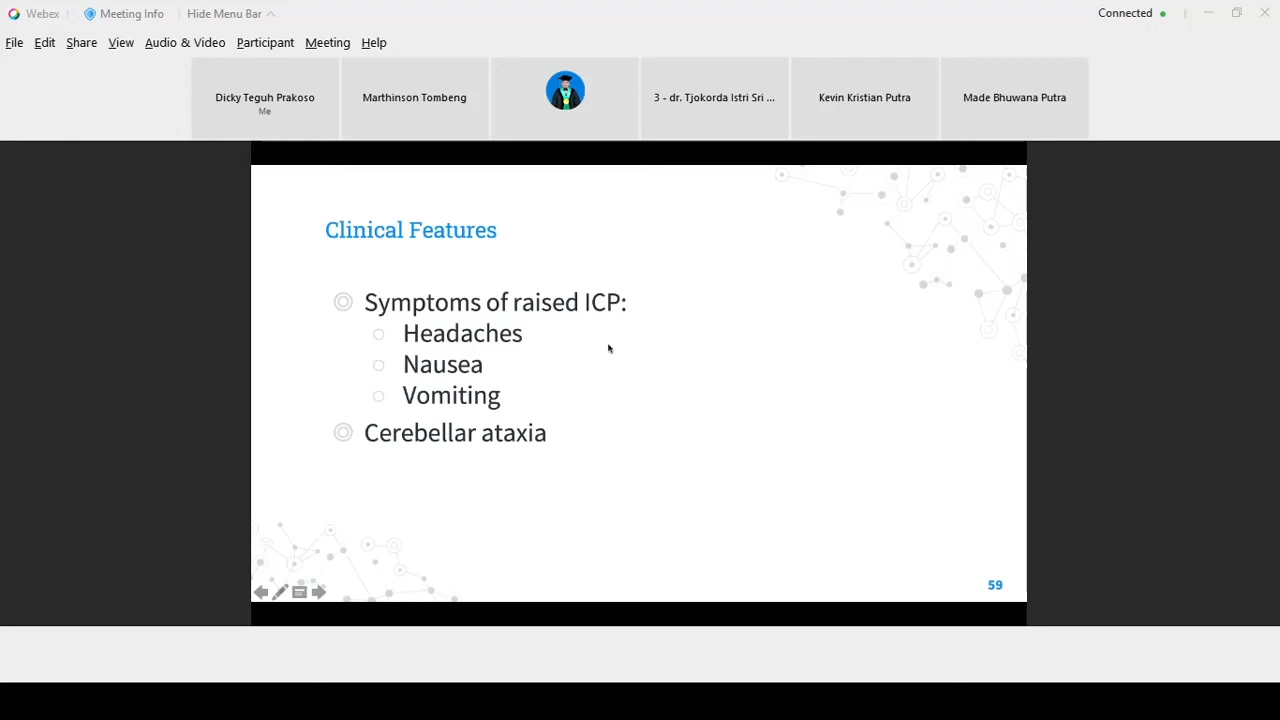 Webex Meeting Info Hide Menu Bar Connected
File Edit Share View Audio & Video Participant Meeting Help
Dicky Teguh Prakoso
Me
Marthinson Tombeng
3 - dr. Tjokorda Istri Sri ...
Kevin Kristian Putra
Made Bhuwana Putra
Clinical Features
Symptoms of raised ICP:
Headaches
Nausea
Vomiting
Cerebellar ataxia
59